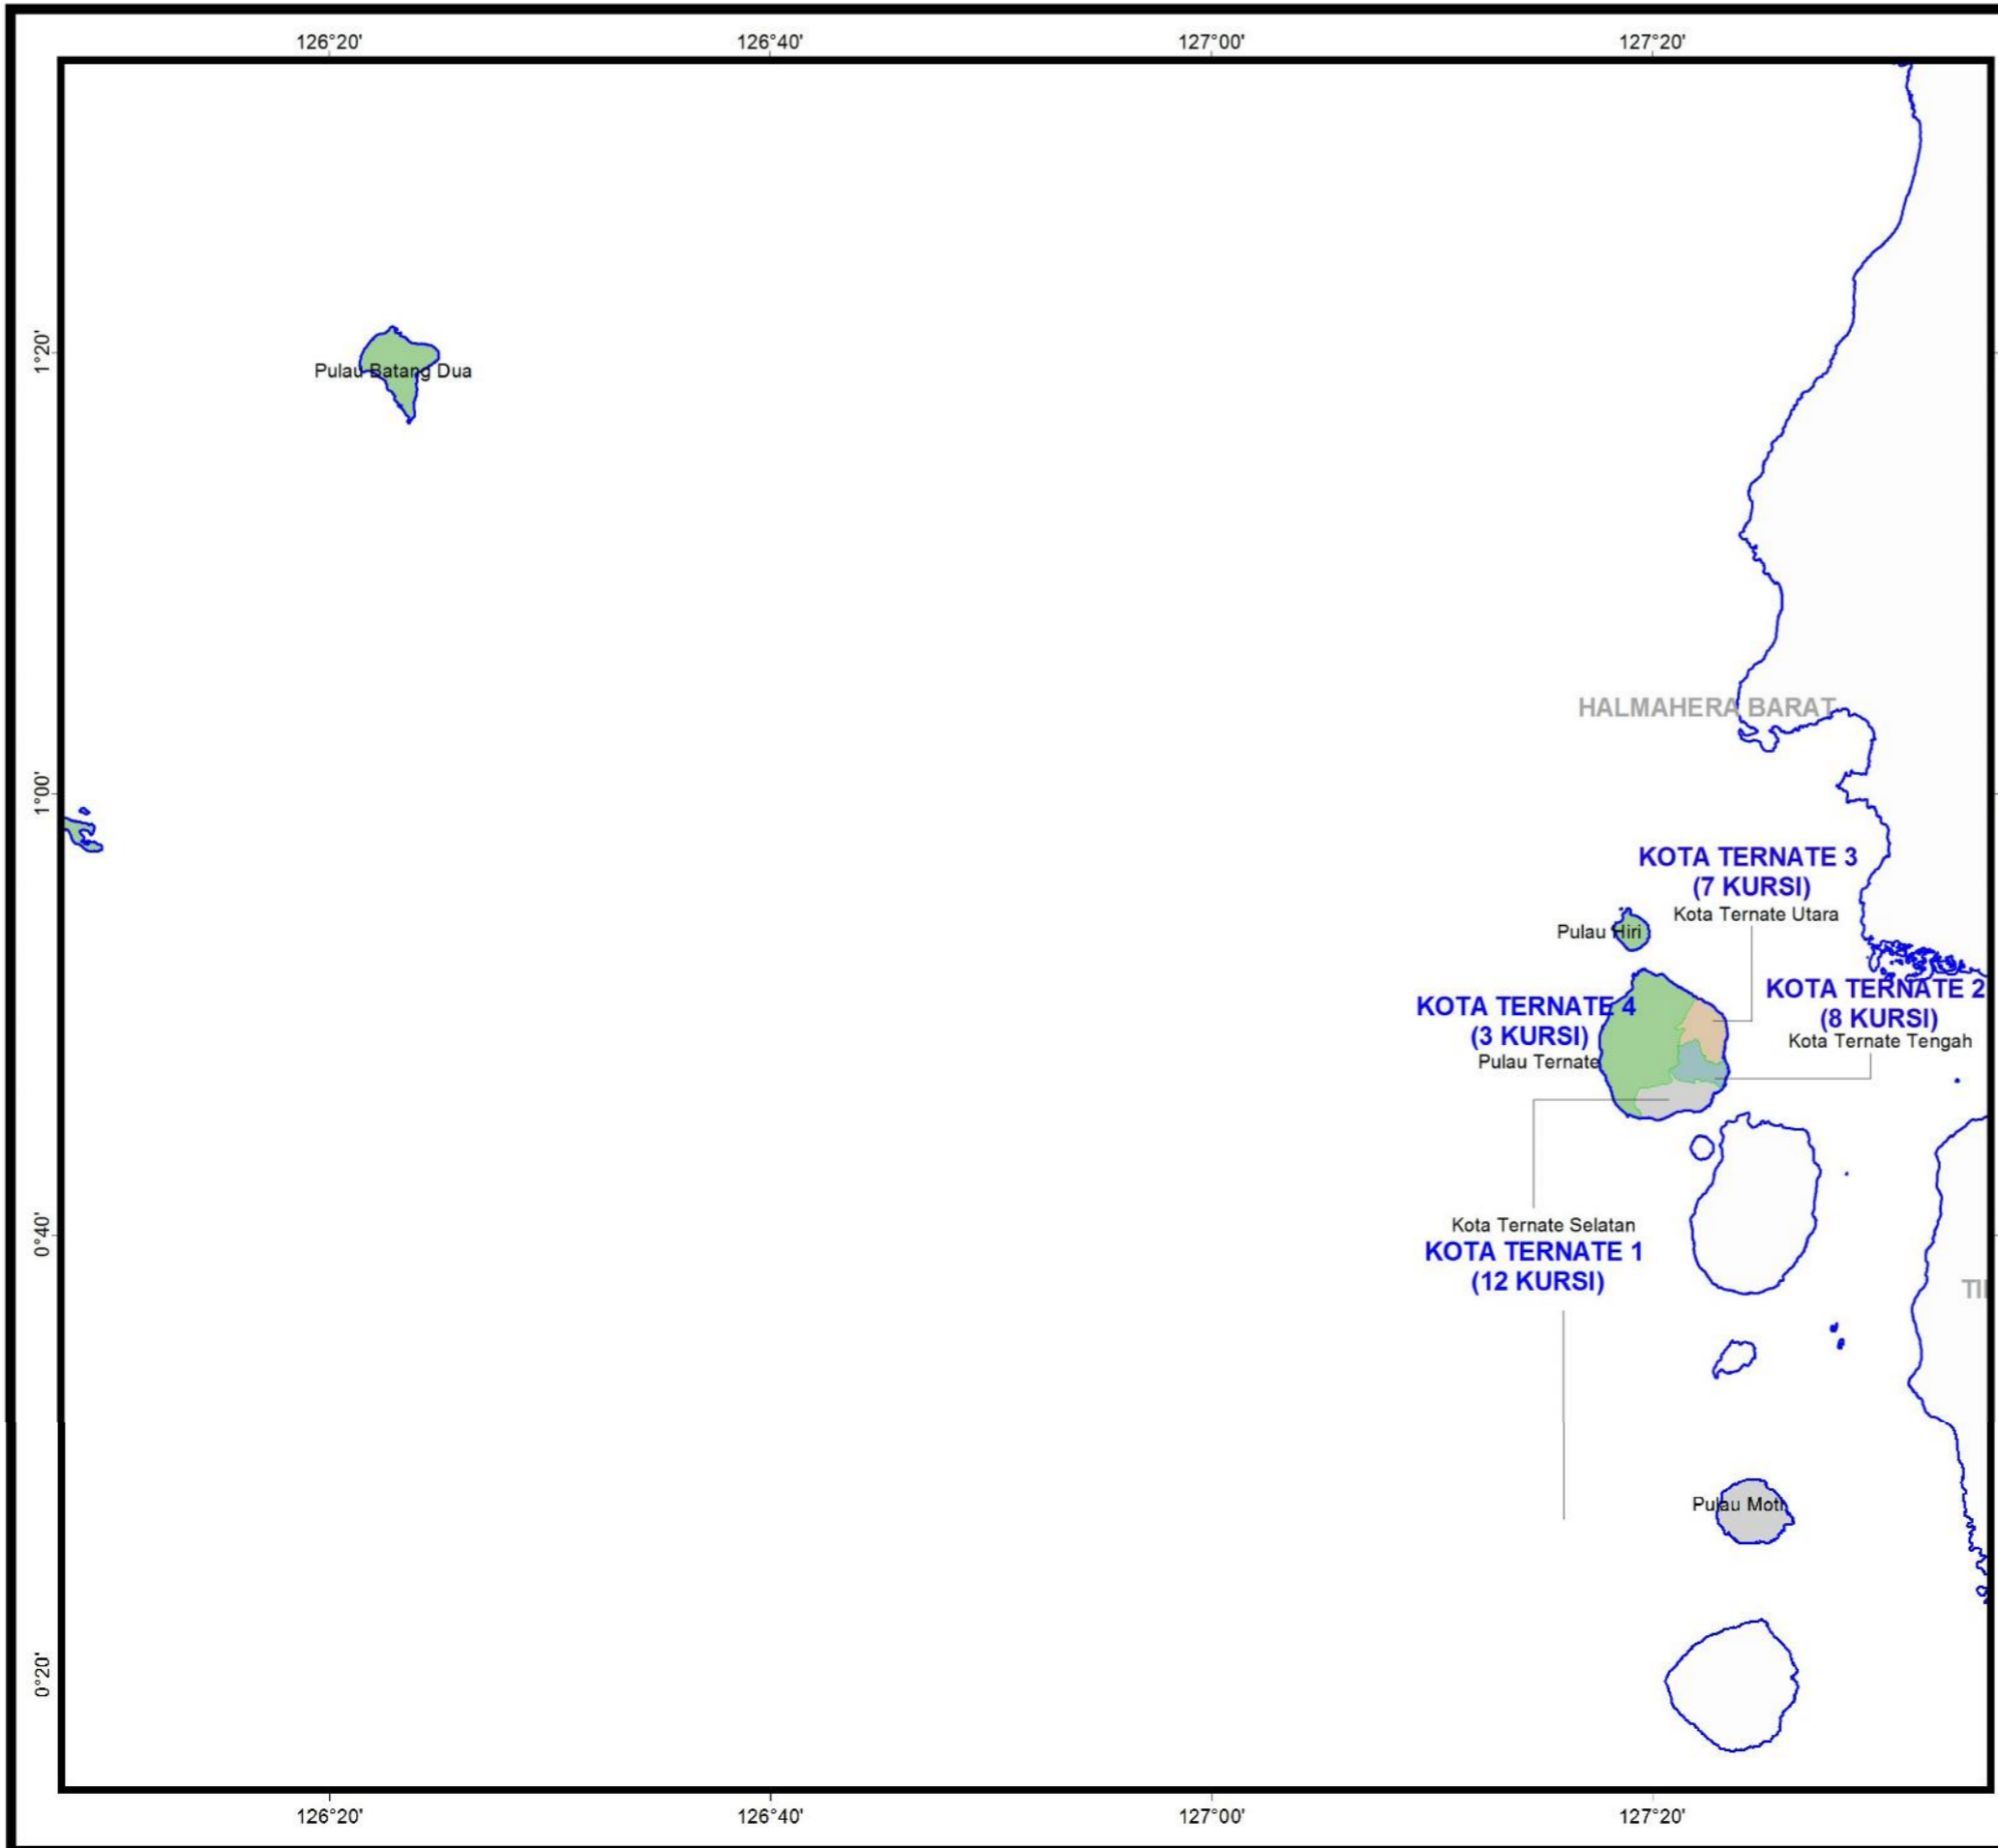 126°20' 126°40' 127°00' 127°20'
1°20'
Pulau Batang Dua
HALMAHERA BARAT
1°00'
KOTA TERNATE 3
(7 KURSI)
Kota Ternate Utara
Pulau Hiri
KOTA TERNATE 2
(8 KURSI)
Kota Ternate Tengah
KOTA TERNATE 4
(3 KURSI)
Pulau Ternate
0°40'
Kota Ternate Selatan
KOTA TERNATE 1
(12 KURSI)
Pulau Moti
0°20'
126°20' 126°40' 127°00' 127°20'